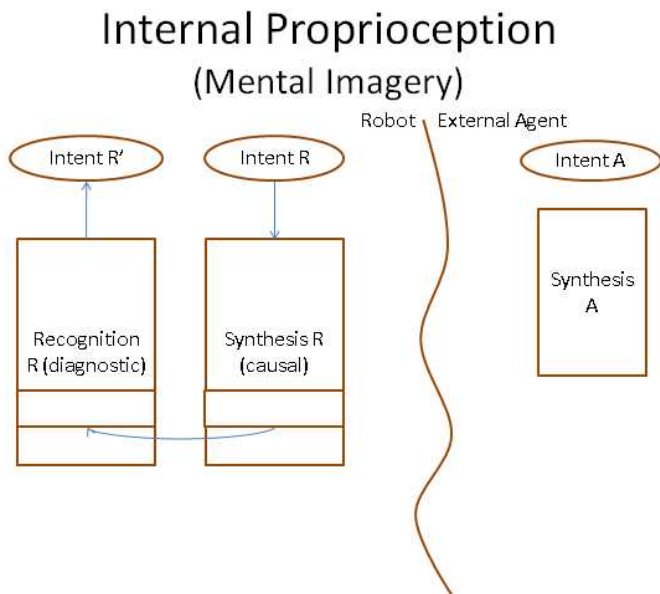 Internal Proprioception
(Mental Imagery)
Robot External Agent
Intent R'
Intent R
Intent A
Recognition
R (diagnostic)
Synthesis R
(causal)
Synthesis
A